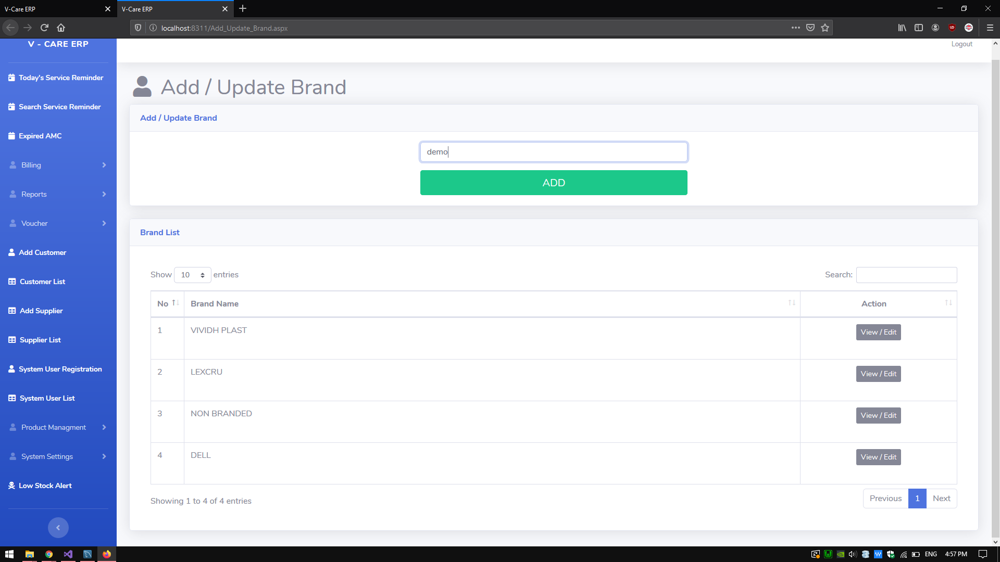 V-Care ERP
V-Care ERP
localhost:8311/Add_Update_Brand.aspx
V - CARE ERP
Logout
Today's Service Reminder
Search Service Reminder
Expired AMC
Billing
Reports
Voucher
Add Customer
Customer List
Add Supplier
Supplier List
System User Registration
System User List
Product Managment
System Settings
Low Stock Alert
Add / Update Brand
Add / Update Brand
demo
ADD
Brand List
Show 10 entries
Search:
No Brand Name Action
1 VIVIDH PLAST View / Edit
2 LEXCRU View / Edit
3 NON BRANDED View / Edit
4 DELL View / Edit
Showing 1 to 4 of 4 entries
Previous 1 Next
ENG 4:57 PM